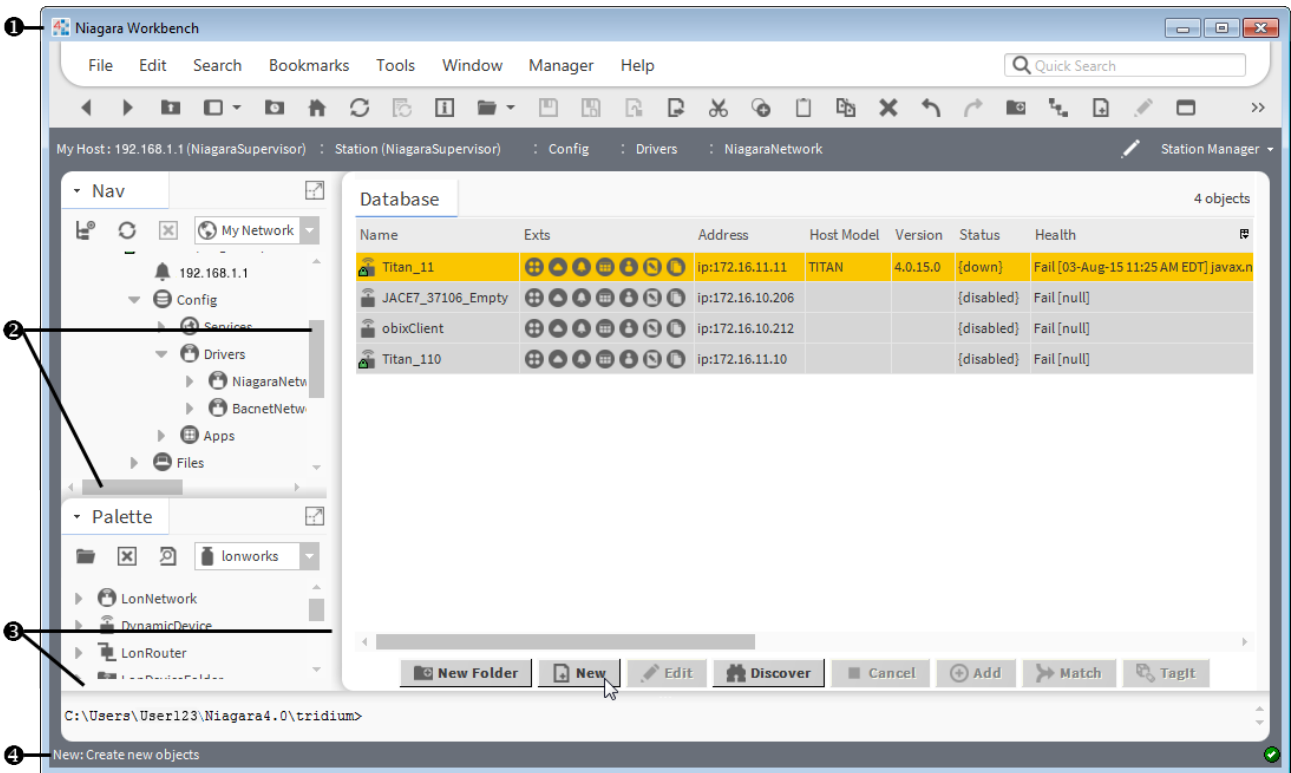 ❶ Niagara Workbench
File Edit Search Bookmarks Tools Window Manager Help Quick Search
My Host : 192.168.1.1 (NiagaraSupervisor) : Station (NiagaraSupervisor) : Config : Drivers : NiagaraNetwork Station Manager
Nav
My Network
192.168.1.1
Config
❷ Services
Drivers
NiagaraNetw
BacnetNetw
Apps
Files
Palette
lonworks
LonNetwork
DynamicDevice
❸
LonRouter
LonDeviceFolder
Database 4 objects
Name Exts Address Host Model Version Status Health
Titan_11 ip:172.16.11.11 TITAN 4.0.15.0 {down} Fail [03-Aug-15 11:25 AM EDT] javax.n
JACE7_37106_Empty ip:172.16.10.206 {disabled} Fail [null]
obixClient ip:172.16.10.212 {disabled} Fail [null]
Titan_110 ip:172.16.11.10 {disabled} Fail [null]
New Folder New Edit Discover Cancel Add Match TagIt
C:\Users\User123\Niagara4.0\tridium>
❹ New: Create new objects